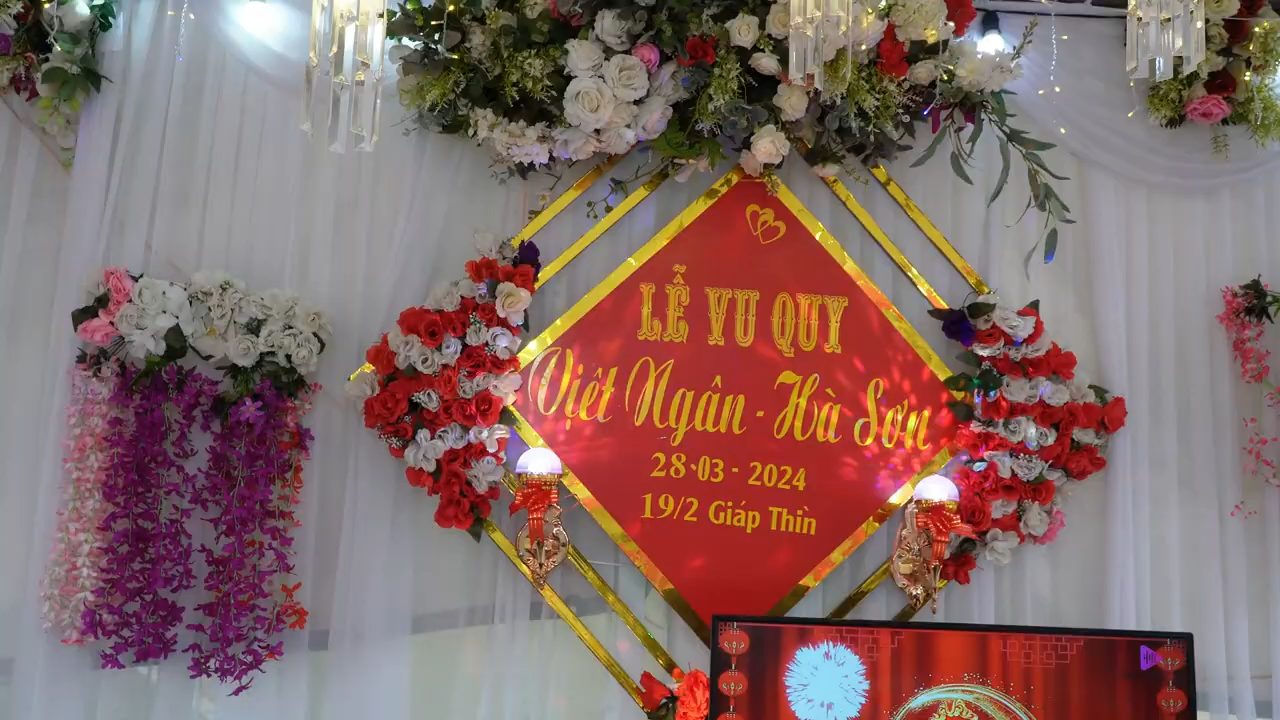 LỄ VU QUY
Việt Ngân - Hà Sơn
28-03-2024
19/2 Giáp Thìn